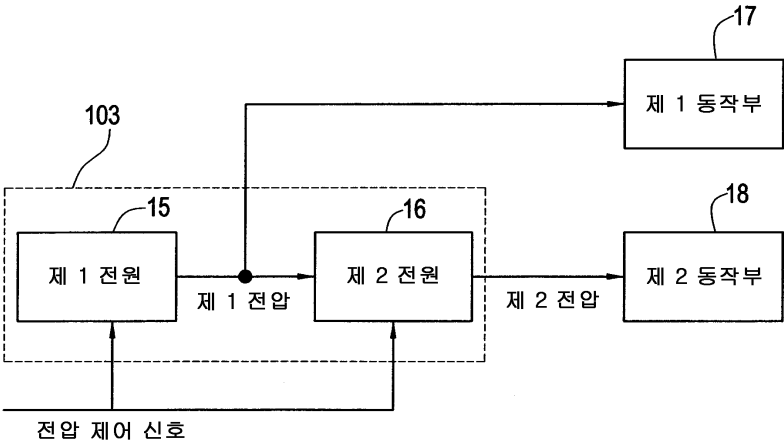 17
제 1 동작부
103
15
16
18
제 1 전원
제 2 전원
제 2 동작부
제 1 전압
제 2 전압
전압 제어 신호